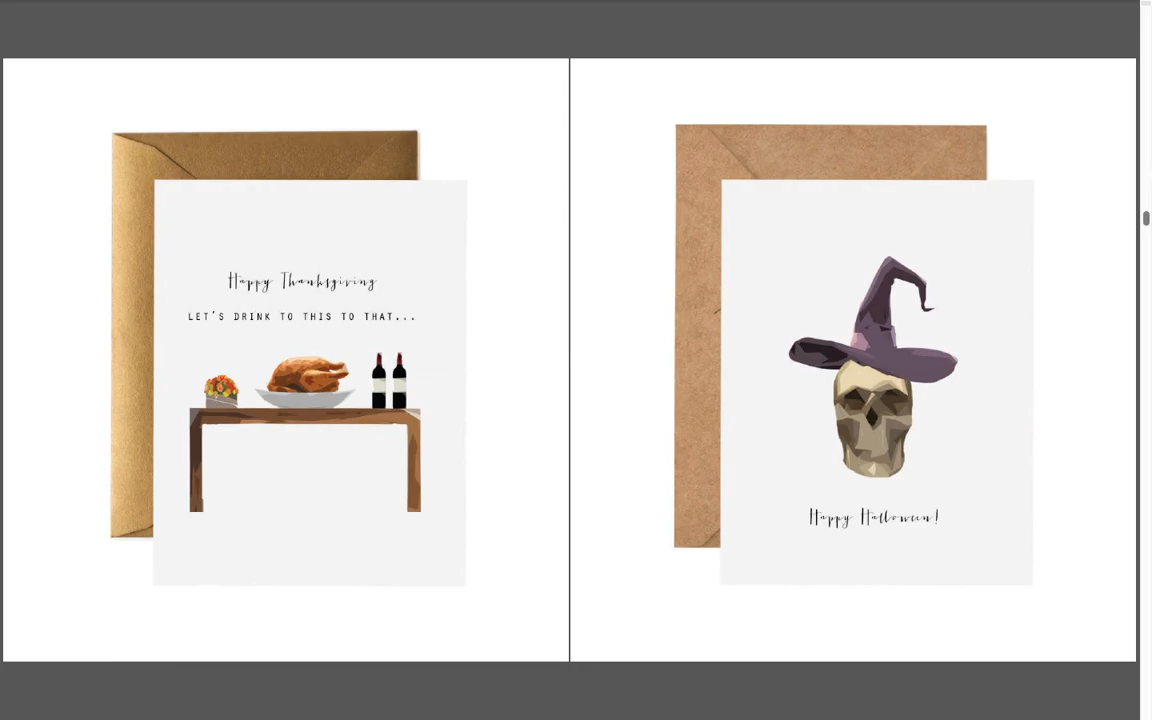 Happy Thanksgiving
LET'S DRINK TO THIS TO THAT...
Happy Halloween!